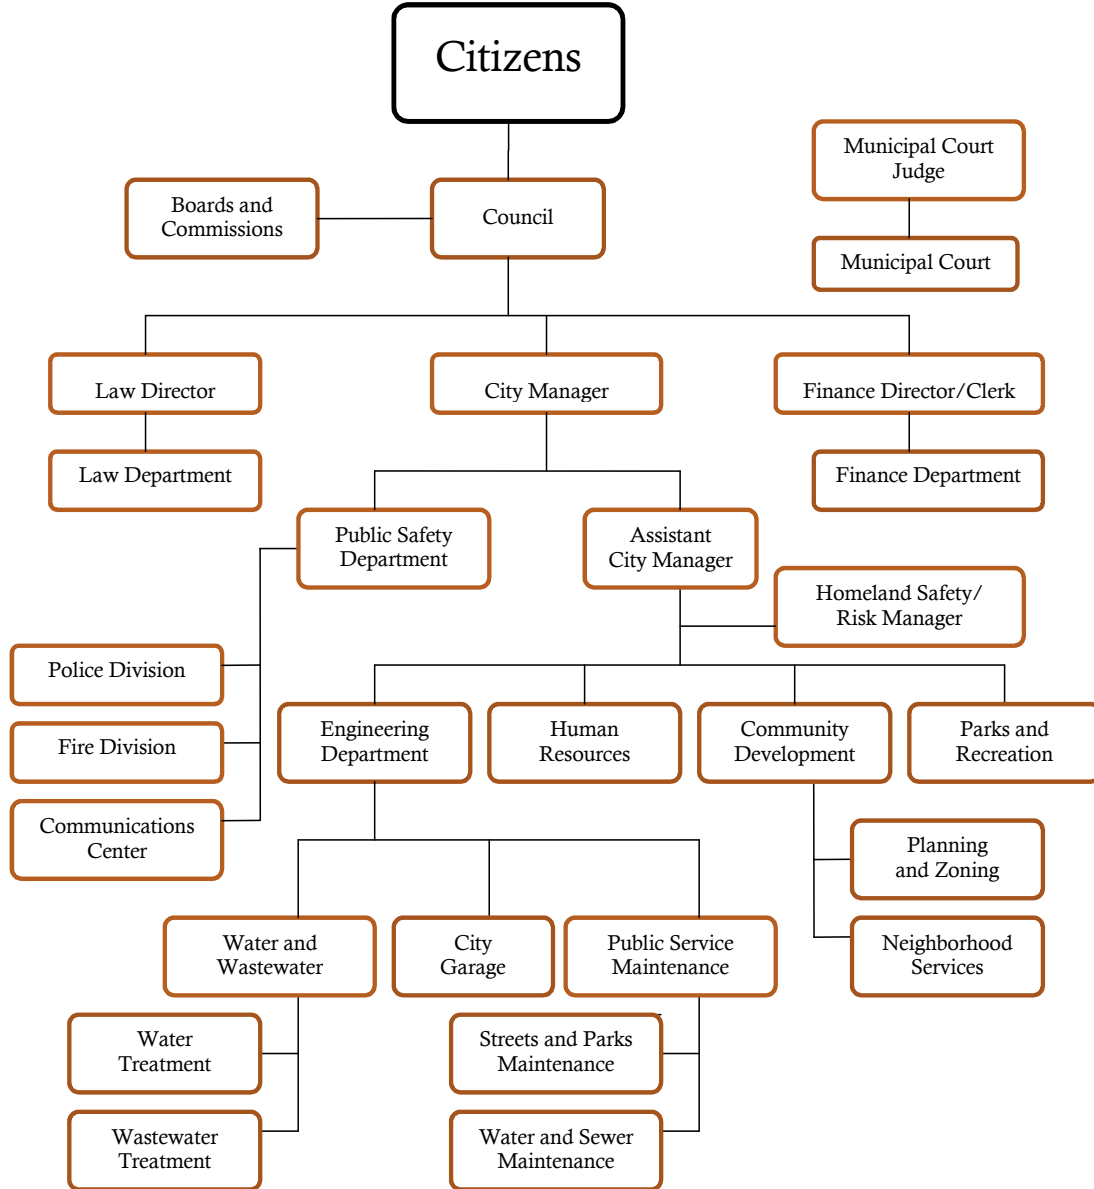 Citizens
Municipal Court
Judge
Boards and
Commissions
Council
Municipal Court
Law Director
City Manager
Finance Director/Clerk
Law Department
Finance Department
Public Safety
Department
Assistant
City Manager
Homeland Safety/
Risk Manager
Police Division
Fire Division
Communications
Center
Engineering
Department
Human
Resources
Community
Development
Parks and
Recreation
Planning
and Zoning
Neighborhood
Services
Water and
Wastewater
City
Garage
Public Service
Maintenance
Water
Treatment
Wastewater
Treatment
Streets and Parks
Maintenance
Water and Sewer
Maintenance